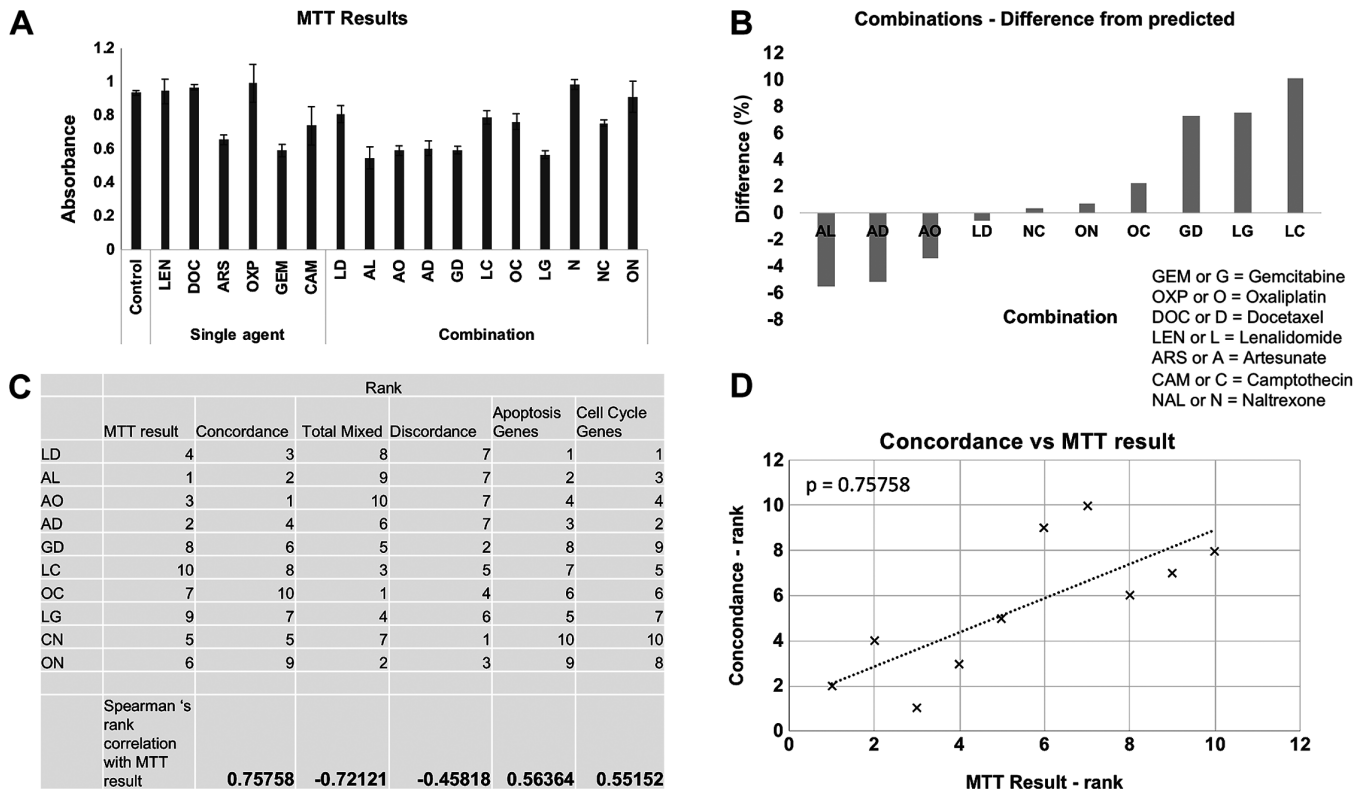 A
MTT Results
Absorbance
1.2
1
0.8
0.6
0.4
0.2
0
Control LEN DOC ARS OXP GEM CAM LD AL AO AD GD LC OC LG N NC ON
Single agent Combination
B
Combinations - Difference from predicted
Difference (%)
12
10
8
6
4
2
0
-2
-4
-6
-8
AL AD AO LD NC ON OC GD LG LC
Combination
GEM or G = Gemcitabine
OXP or O = Oxaliplatin
DOC or D = Docetaxel
LEN or L = Lenalidomide
ARS or A = Artesunate
CAM or C = Camptothecin
NAL or N = Naltrexone
C
Rank
MTT result Concordance Total Mixed Discordance Apoptosis Genes Cell Cycle Genes
LD 4 3 8 7 1 1
AL 1 2 9 7 2 3
AO 3 1 10 7 4 4
AD 2 4 6 7 3 2
GD 8 6 5 2 8 9
LC 10 8 3 5 7 5
OC 7 10 1 4 6 6
LG 9 7 4 6 5 7
CN 5 5 7 1 10 10
ON 6 9 2 3 9 8
Spearman 's
rank
correlation
with MTT
result 0.75758 -0.72121 -0.45818 0.56364 0.55152
D
Concordance vs MTT result
p = 0.75758
Concondance - rank
12
10
8
6
4
2
0
0 2 4 6 8 10 12
MTT Result - rank